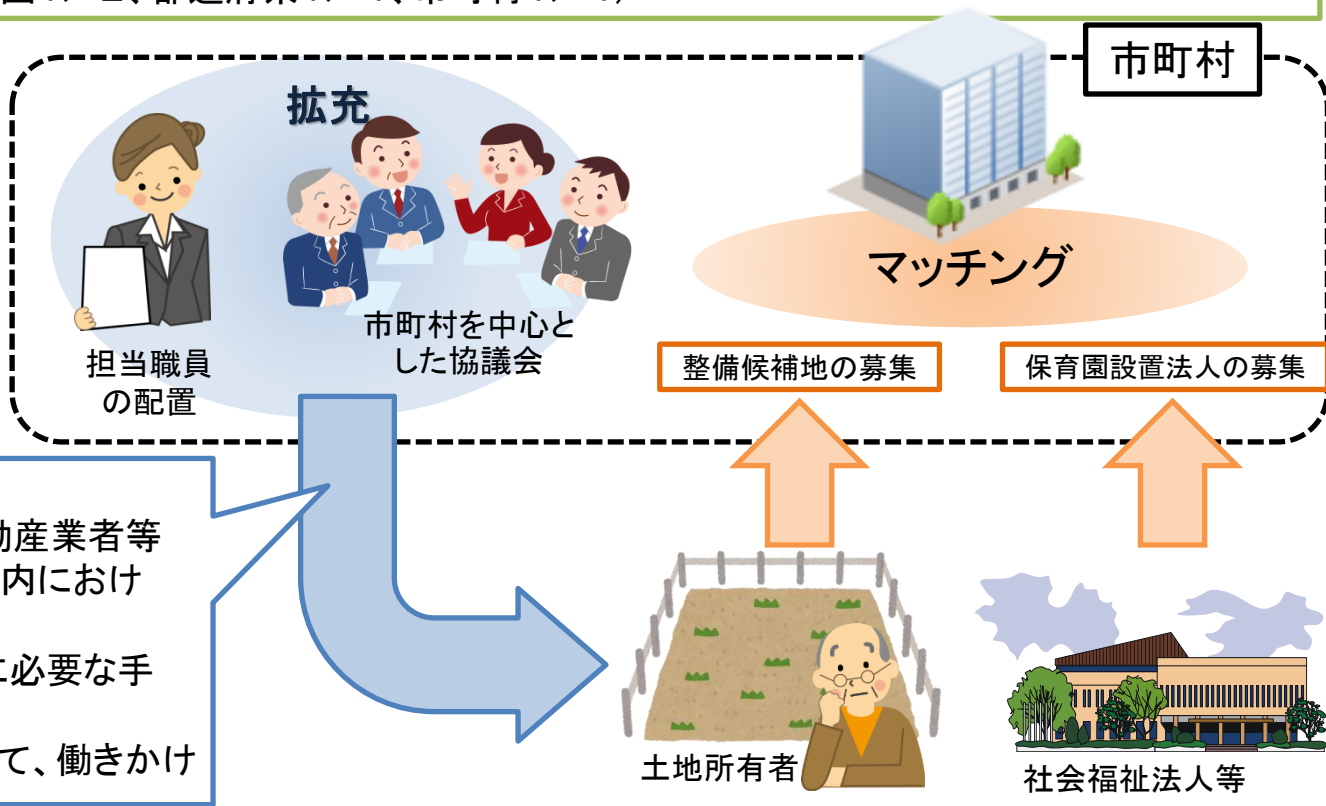 市町村
拡充
担当職員
の配置
市町村を中心と
した協議会
マッチング
整備候補地の募集
保育園設置法人の募集
動産業者等
内におけ
に必要な手
て、働きかけ
土地所有者
社会福祉法人等